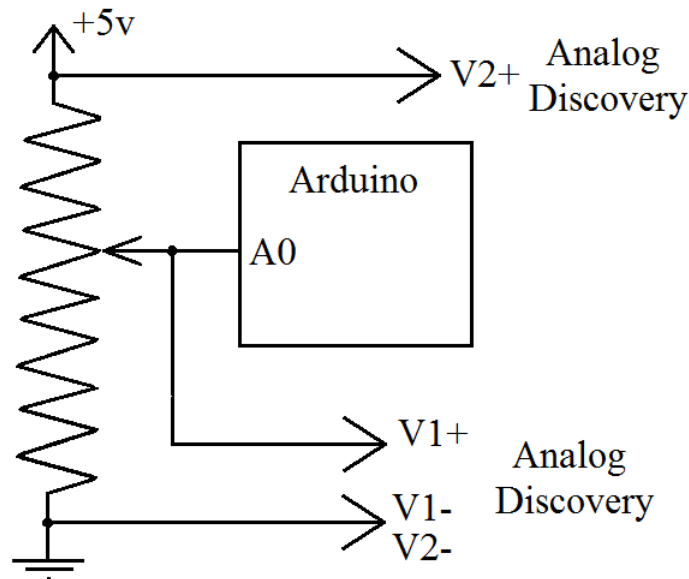 +5v
V2+
Analog
Discovery
Arduino
A0
V1+
Analog
Discovery
V1-
V2-